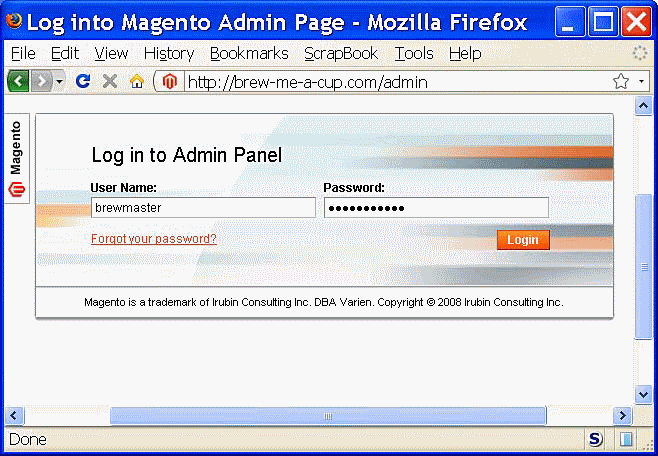 Log into Magento Admin Page - Mozilla Firefox
File Edit View History Bookmarks ScrapBook Tools Help
http://brew-me-a-cup.com/admin
Magento
Log in to Admin Panel
User Name: Password:
brewmaster •••••••••••
Forgot your password? Login
Magento is a trademark of Irubin Consulting Inc. DBA Varien. Copyright © 2008 Irubin Consulting Inc.
Done S